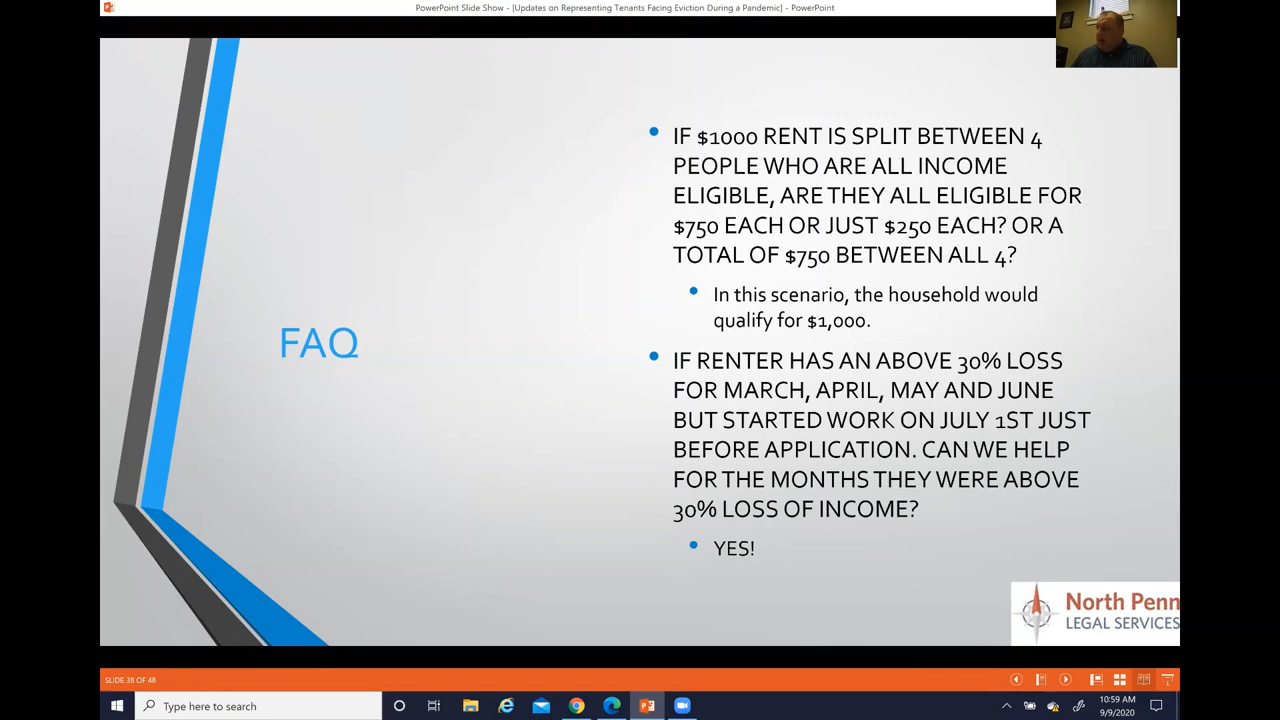 PowerPoint Slide Show - [Updates on Representing Tenants Facing Eviction During a Pandemic] - PowerPoint
FAQ
IF $1000 RENT IS SPLIT BETWEEN 4
PEOPLE WHO ARE ALL INCOME
ELIGIBLE, ARE THEY ALL ELIGIBLE FOR
$750 EACH OR JUST $250 EACH? OR A
TOTAL OF $750 BETWEEN ALL 4?
In this scenario, the household would
qualify for $1,000.
IF RENTER HAS AN ABOVE 30% LOSS
FOR MARCH, APRIL, MAY AND JUNE
BUT STARTED WORK ON JULY 1ST JUST
BEFORE APPLICATION. CAN WE HELP
FOR THE MONTHS THEY WERE ABOVE
30% LOSS OF INCOME?
YES!
North Penn
LEGAL SERVICES
SLIDE 38 OF 48
Type here to search
10:59 AM
9/9/2020